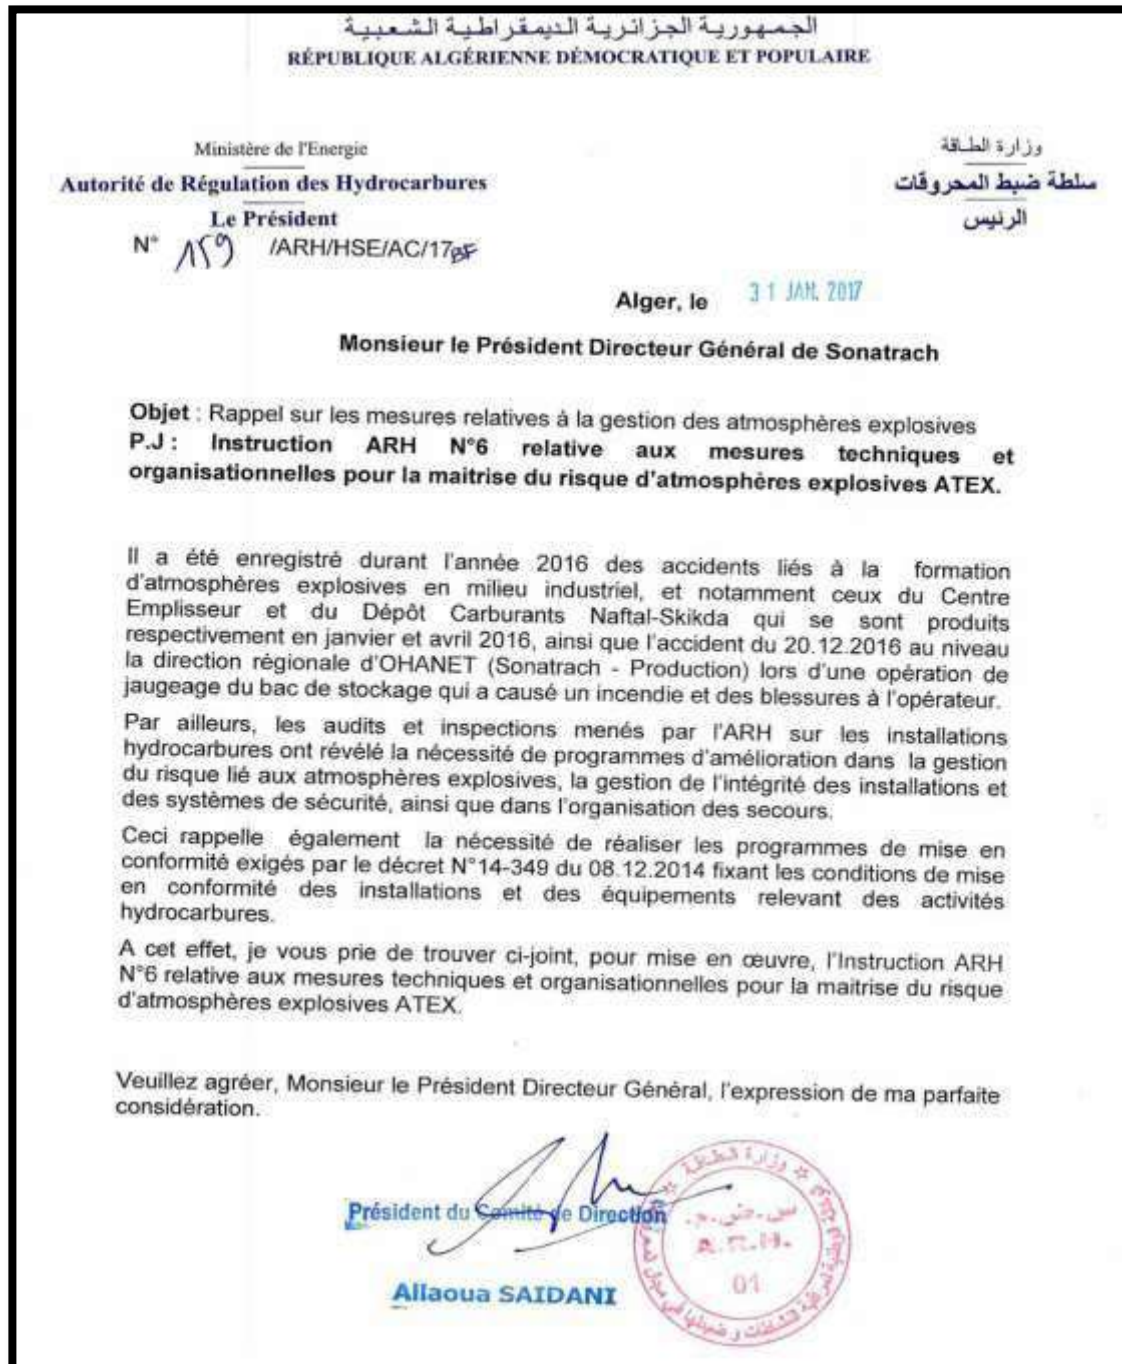 الجمهورية الجزائرية الديمقراطية الشعبية
RÉPUBLIQUE ALGÉRIENNE DÉMOCRATIQUE ET POPULAIRE
Ministère de l'Energie
Autorité de Régulation des Hydrocarbures
Le Président
وزارة الطاقة
سلطة ضبط المحروقات
الرئيس
N° 159 /ARH/HSE/AC/17 BF
Alger, le 31 JAN. 2017
Monsieur le Président Directeur Général de Sonatrach
Objet : Rappel sur les mesures relatives à la gestion des atmosphères explosives
P.J : Instruction ARH N°6 relative aux mesures techniques et
organisationnelles pour la maitrise du risque d'atmosphères explosives ATEX.
Il a été enregistré durant l'année 2016 des accidents liés à la formation
d'atmosphères explosives en milieu industriel, et notamment ceux du Centre
Emplisseur et du Dépôt Carburants Naftal-Skikda qui se sont produits
respectivement en janvier et avril 2016, ainsi que l'accident du 20.12.2016 au niveau
la direction régionale d'OHANET (Sonatrach - Production) lors d'une opération de
jaugeage du bac de stockage qui a causé un incendie et des blessures à l'opérateur.
Par ailleurs, les audits et inspections menés par l'ARH sur les installations
hydrocarbures ont révélé la nécessité de programmes d'amélioration dans la gestion
du risque lié aux atmosphères explosives, la gestion de l'intégrité des installations et
des systèmes de sécurité, ainsi que dans l'organisation des secours.
Ceci rappelle également la nécessité de réaliser les programmes de mise en
conformité exigés par le décret N°14-349 du 08.12.2014 fixant les conditions de mise
en conformité des installations et des équipements relevant des activités
hydrocarbures.
A cet effet, je vous prie de trouver ci-joint, pour mise en œuvre, l'Instruction ARH
N°6 relative aux mesures techniques et organisationnelles pour la maitrise du risque
d'atmosphères explosives ATEX.
Veuillez agréer, Monsieur le Président Directeur Général, l'expression de ma parfaite
considération.
Président du Comité de Direction
Allaoua SAIDANI
وزارة الطاقة
س.ض.م.
A.R.H.
01